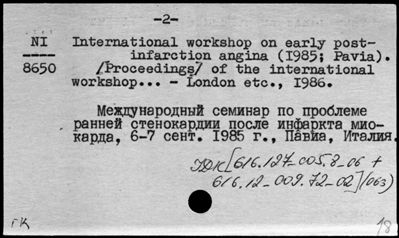 -2-
NI International workshop on early post-
infarction angina (1985; Pavia).
8650 /Proceedings/ of the international
workshop... - London etc., 1986.
Международный семинар по проблеме
ранней стенокардии после инфаркта мио-
карда, 6-7 сент. 1985 г., Павиа, Италия.
[616.127-005.8-06 +
616.12-009.72-02](063)
ГК 18